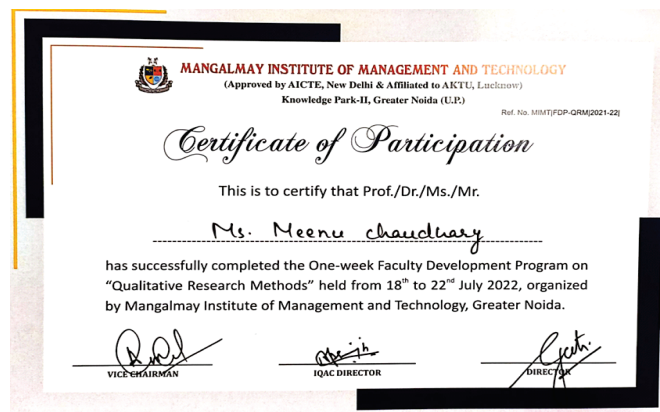 MANGALMAY INSTITUTE OF MANAGEMENT AND TECHNOLOGY
(Approved by AICTE, New Delhi & Affiliated to AKTU, Lucknow)
Knowledge Park-II, Greater Noida (U.P.)
Ref. No. MIMT|FDP-QRM|2021-22|
Certificate of Participation
This is to certify that Prof./Dr./Ms./Mr.
Ms. Meenu chaudhary
has successfully completed the One-week Faculty Development Program on
“Qualitative Research Methods” held from 18th to 22nd July 2022, organized
by Mangalmay Institute of Management and Technology, Greater Noida.
VICE CHAIRMAN IQAC DIRECTOR DIRECTOR